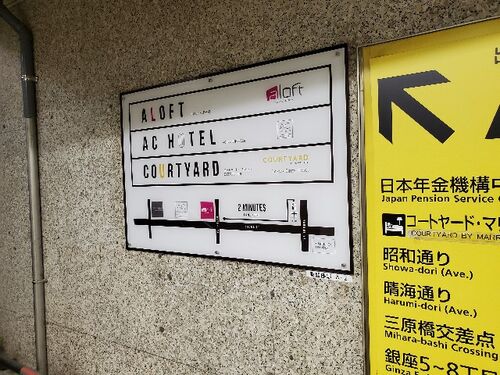 ALOFT
aloft
AC HOTEL
COURTYARD
COURTYARD
2 MINUTES
日本年金機構中
Japan Pension Service C
コートヤード・マリ
COURTYARD BY MARR
昭和通り
Showa-dori (Ave.)
晴海通り
Harumi-dori (Ave.)
三原橋交差点
Mihara-bashi Crossing
銀座5~8丁目